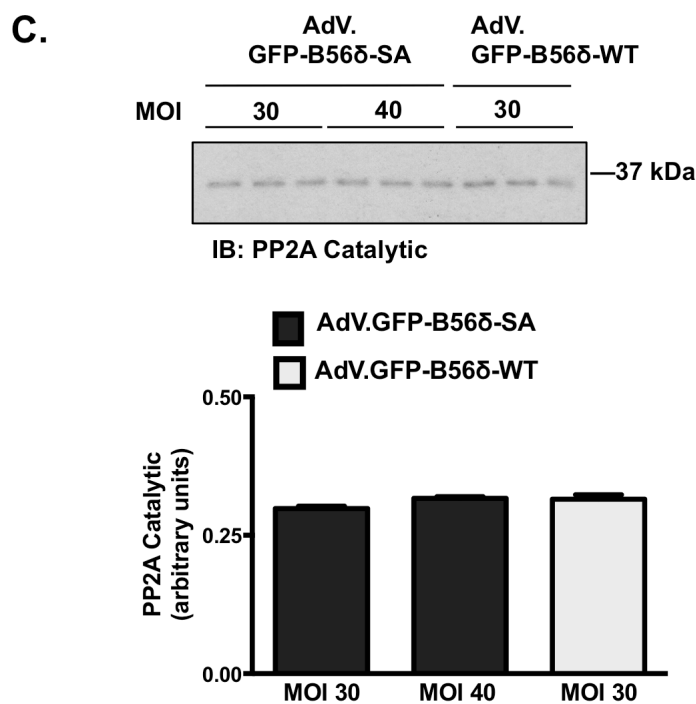 C.
AdV.
GFP-B56δ-SA
AdV.
GFP-B56δ-WT
MOI 30 40 30
37 kDa
IB: PP2A Catalytic
AdV.GFP-B56δ-SA
AdV.GFP-B56δ-WT
PP2A Catalytic
(arbitrary units)
0.50
0.25
0.00
MOI 30 MOI 40 MOI 30